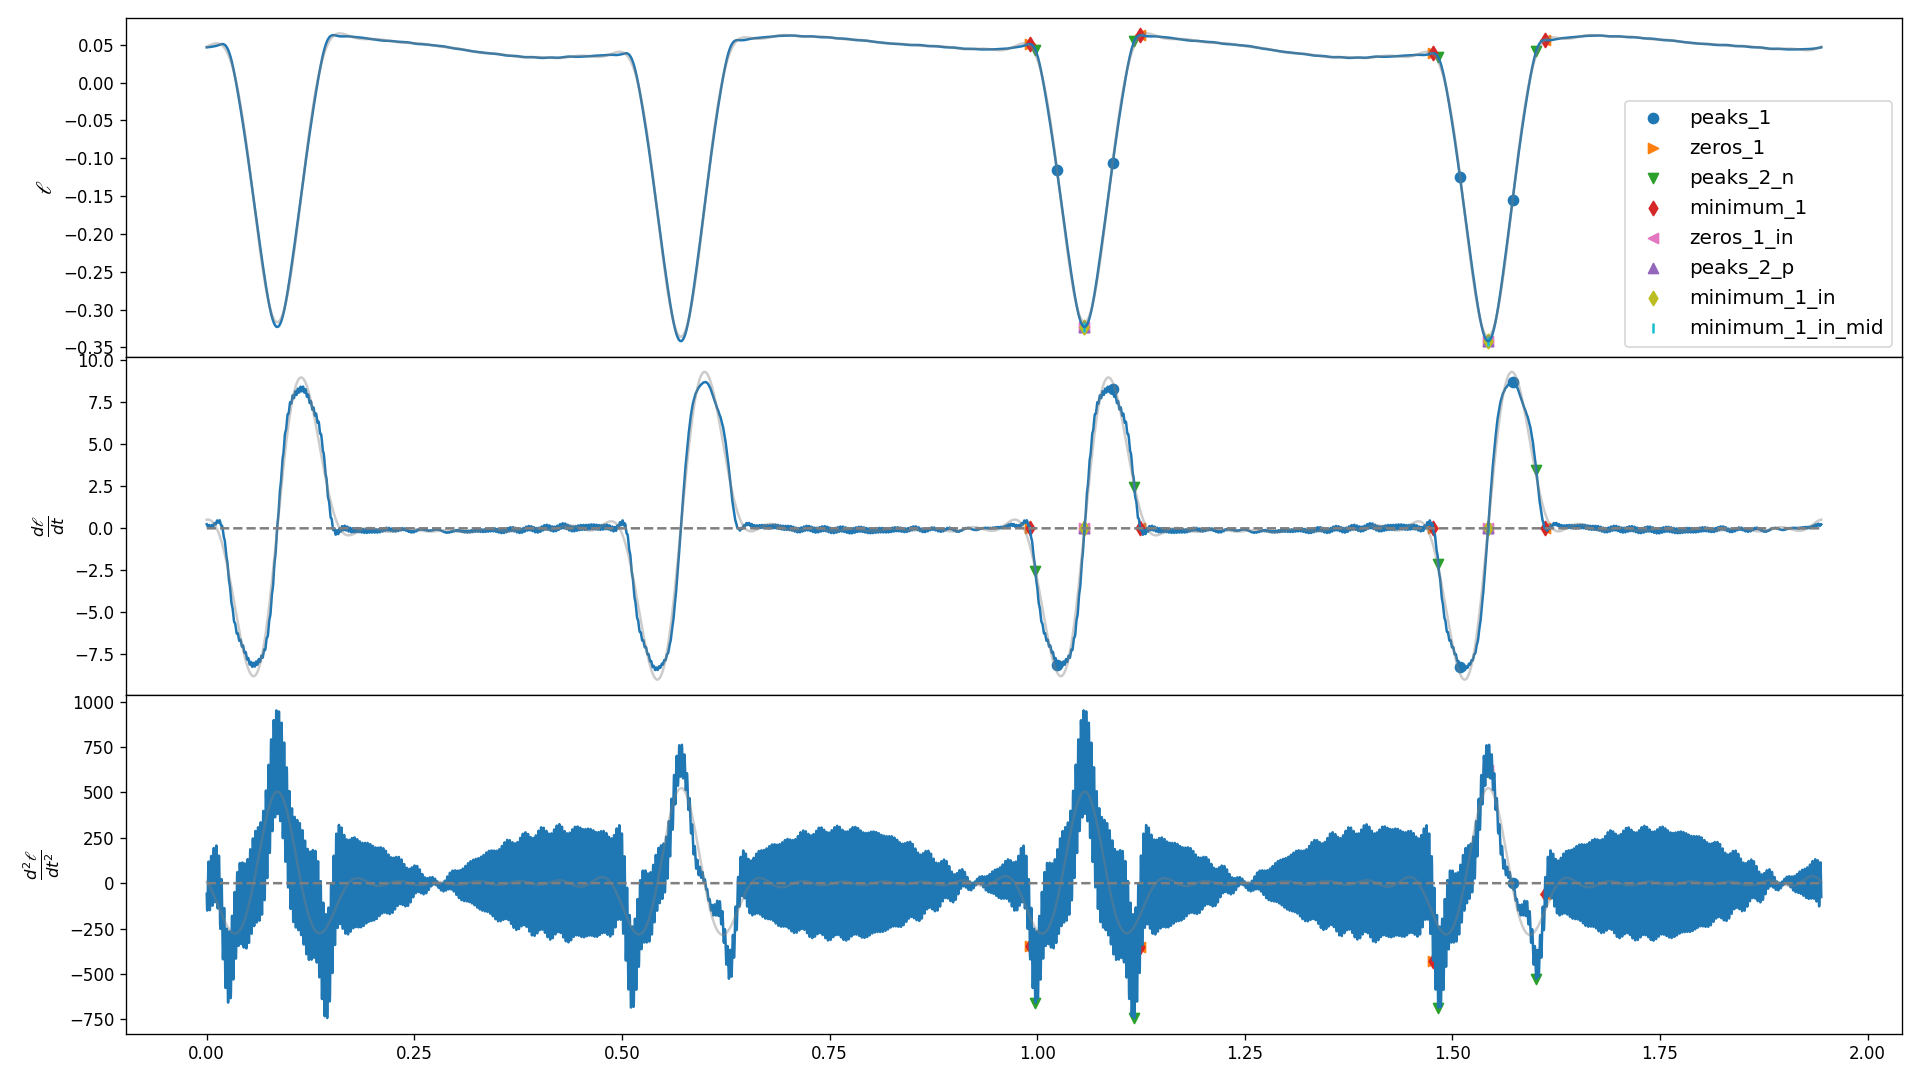 0.05
0.00
−0.05
−0.10
−0.15
−0.20
−0.25
−0.30
−0.35
ℓ
peaks_1
zeros_1
peaks_2_n
minimum_1
zeros_1_in
peaks_2_p
minimum_1_in
minimum_1_in_mid
10.0
7.5
5.0
2.5
0.0
−2.5
−5.0
−7.5
dℓ
dt
1000
750
500
250
0
−250
−500
−750
d²ℓ
dt²
0.00 0.25 0.50 0.75 1.00 1.25 1.50 1.75 2.00